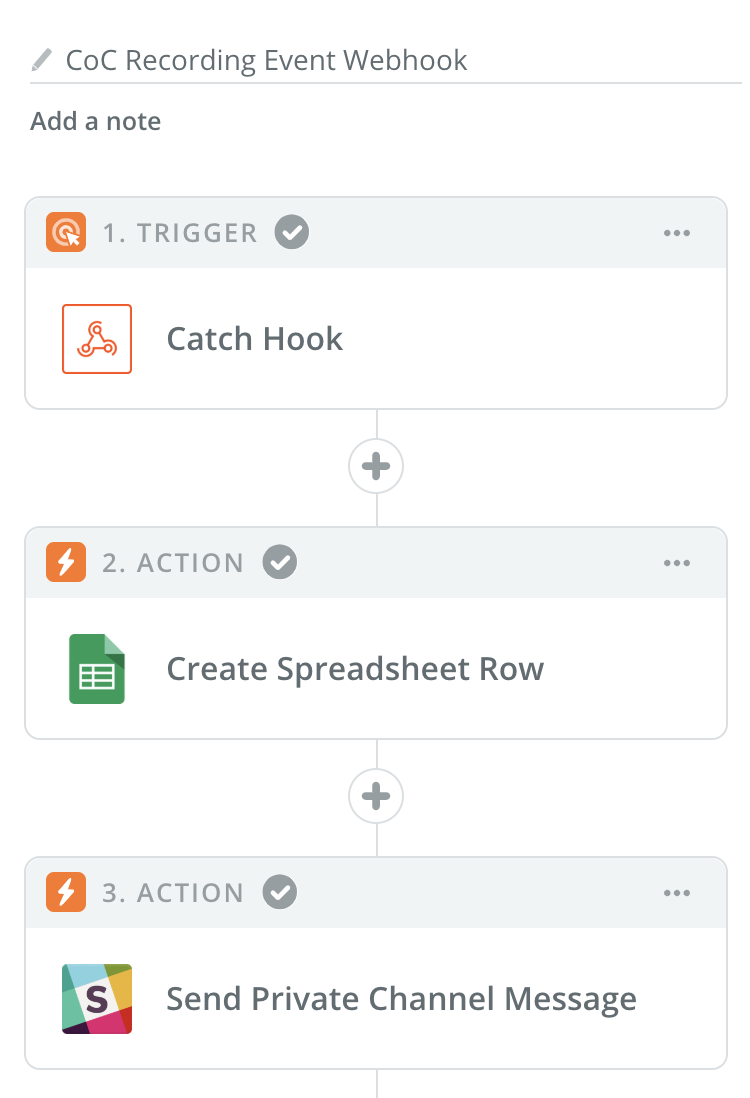 CoC Recording Event Webhook
Add a note
1. TRIGGER
Catch Hook
2. ACTION
Create Spreadsheet Row
3. ACTION
S
Send Private Channel Message